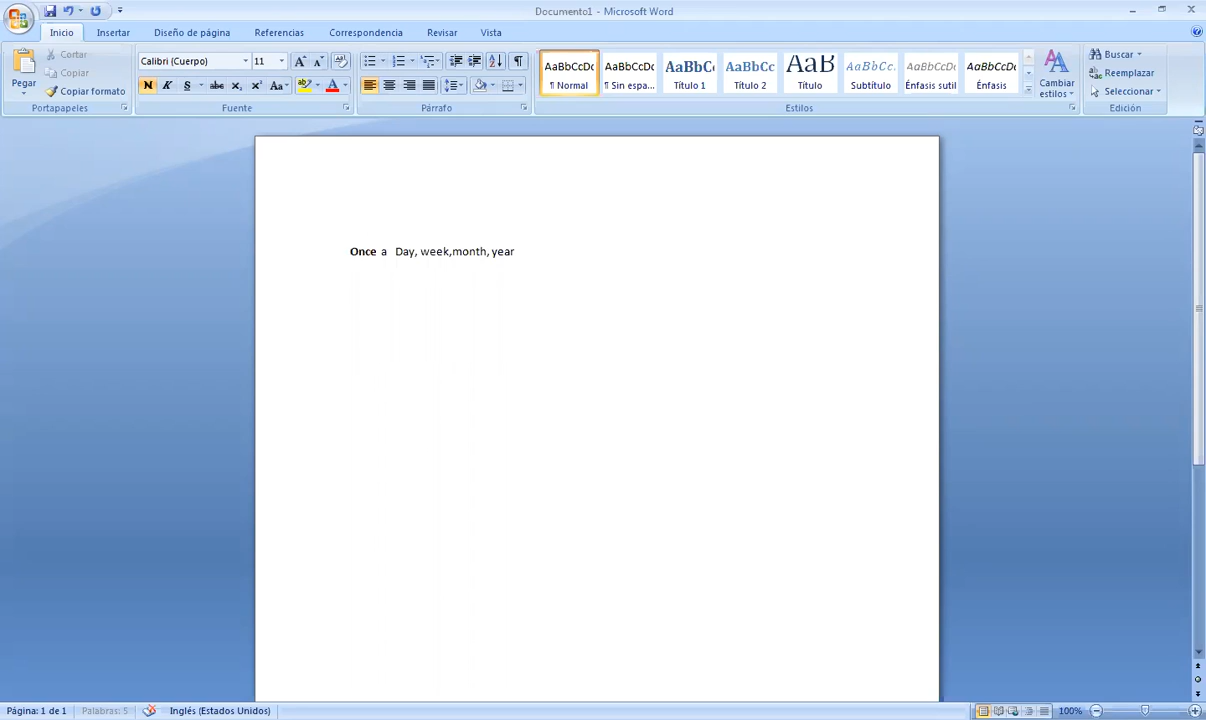 Documento1 - Microsoft Word
Inicio Insertar Diseño de página Referencias Correspondencia Revisar Vista
Pegar
Cortar
Copiar
Copiar formato
Portapapeles
Calibri (Cuerpo) 11
N K S abc x₂ x² Aa
Fuente
Párrafo
AaBbCcDc AaBbCcDc AaBbC AaBbCc AaB AaBbCc. AaBbCcDc AaBbCcDc
¶ Normal ¶ Sin espa... Título 1 Título 2 Título Subtítulo Énfasis sutil Énfasis
Estilos
Cambiar
estilos
Buscar
Reemplazar
Seleccionar
Edición
Once a Day, week,month, year
Página: 1 de 1 Palabras: 5 Inglés (Estados Unidos) 100%